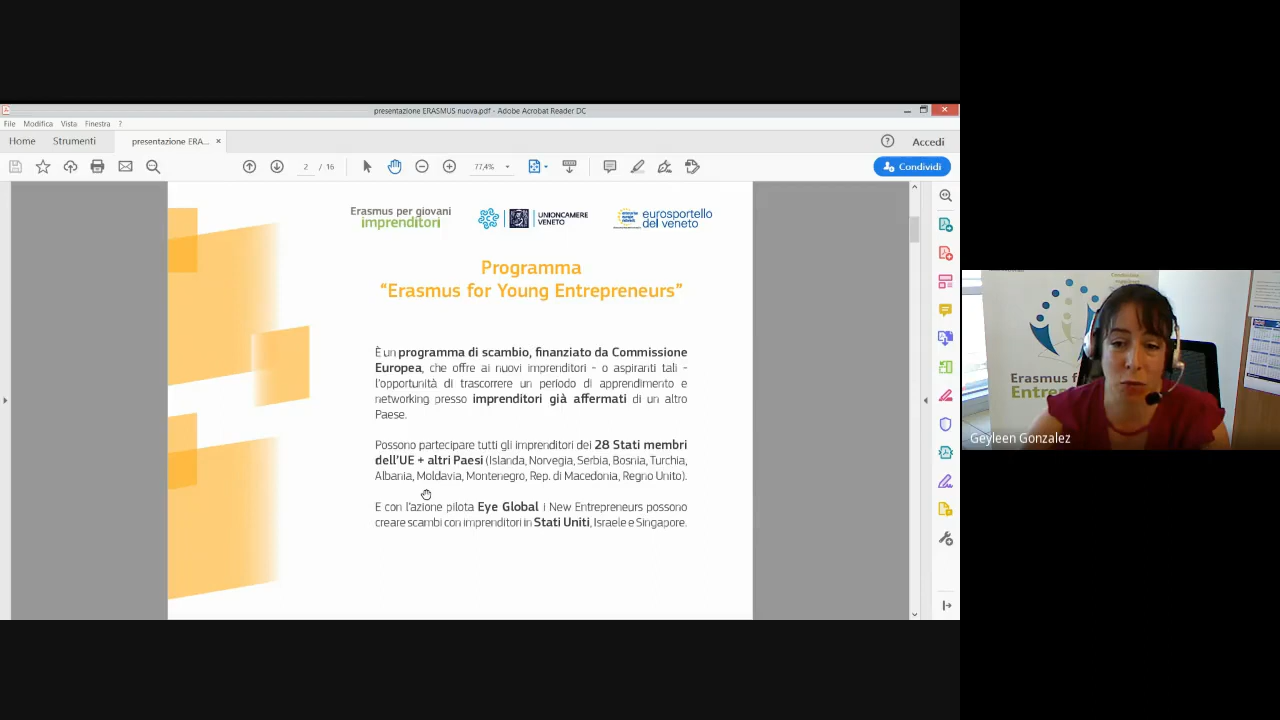 presentazione ERASMUS nuova.pdf - Adobe Acrobat Reader DC
File Modifica Vista Finestra ?
Home Strumenti presentazione ERA... × Accedi
2 / 16 77,4% Condividi
Erasmus per giovani
imprenditori
UNIONCAMERE
VENETO
eurosportello
del veneto
Programma
“Erasmus for Young Entrepreneurs”
È un programma di scambio, finanziato da Commissione
Europea, che offre ai nuovi imprenditori - o aspiranti tali -
l'opportunità di trascorrere un periodo di apprendimento e
networking presso imprenditori già affermati di un altro
Paese.
Possono partecipare tutti gli imprenditori dei 28 Stati membri
dell'UE + altri Paesi (Islanda, Norvegia, Serbia, Bosnia, Turchia,
Albania, Moldavia, Montenegro, Rep. di Macedonia, Regno Unito).
E con l'azione pilota Eye Global i New Entrepreneurs possono
creare scambi con imprenditori in Stati Uniti, Israele e Singapore.
Erasmus f
Entre
Geyleen Gonzalez